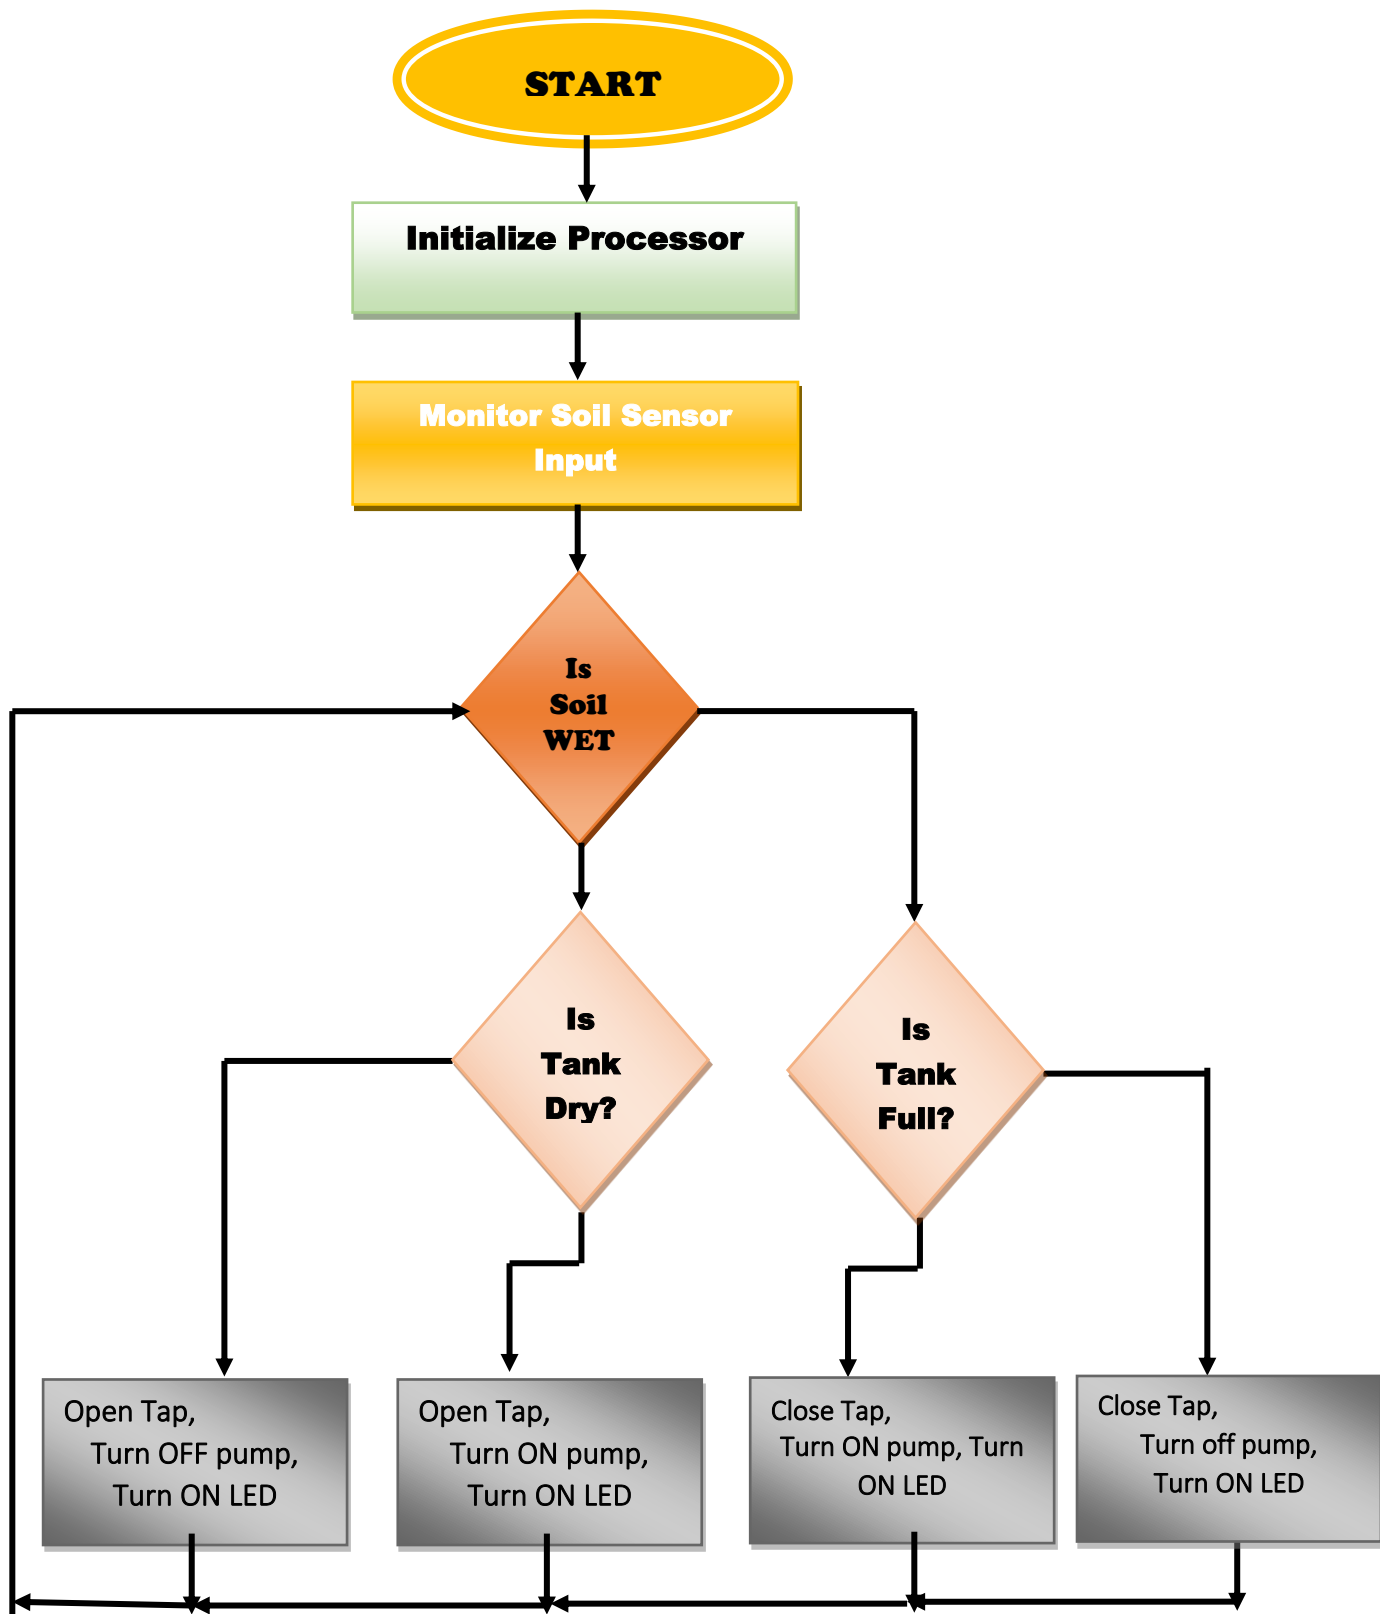 START
Initialize Processor
Monitor Soil Sensor
Input
Is
Soil
WET
Is
Tank
Dry?
Is
Tank
Full?
Open Tap,
Turn OFF pump,
Turn ON LED
Open Tap,
Turn ON pump,
Turn ON LED
Close Tap,
Turn ON pump, Turn
ON LED
Close Tap,
Turn off pump,
Turn ON LED